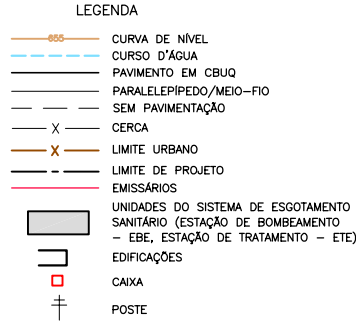 LEGENDA
655 CURVA DE NÍVEL
CURSO D'ÁGUA
PAVIMENTO EM CBUQ
PARALELEPÍPEDO/MEIO-FIO
SEM PAVIMENTAÇÃO
X CERCA
X LIMITE URBANO
LIMITE DE PROJETO
EMISSÁRIOS
UNIDADES DO SISTEMA DE ESGOTAMENTO
SANITÁRIO (ESTAÇÃO DE BOMBEAMENTO
- EBE, ESTAÇÃO DE TRATAMENTO - ETE)
EDIFICAÇÕES
CAIXA
POSTE